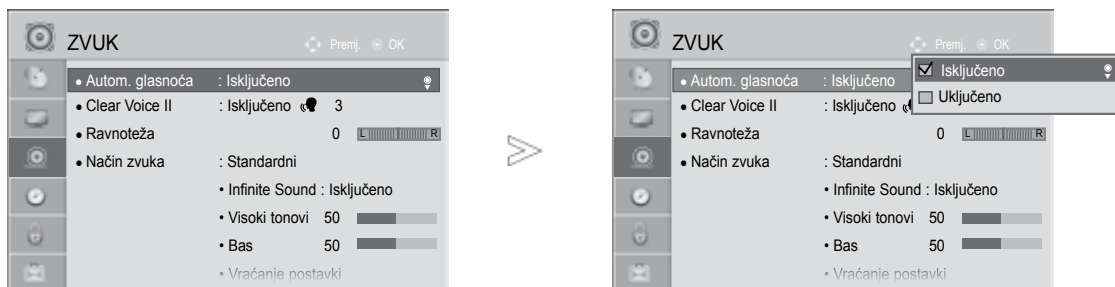 ZVUK
Premj. OK
• Autom. glasnoća : Isključeno
• Clear Voice II : Isključeno 3
• Ravnoteža 0 L R
• Način zvuka : Standardni
• Infinite Sound : Isključeno
• Visoki tonovi 50
• Bas 50
• Vraćanje postavki
>
ZVUK
Premj. OK
• Autom. glasnoća : Isključeno
• Clear Voice II : Isključeno
• Ravnoteža 0 L R
• Način zvuka : Standardni
• Infinite Sound : Isključeno
• Visoki tonovi 50
• Bas 50
• Vraćanje postavki
Isključeno
Uključeno